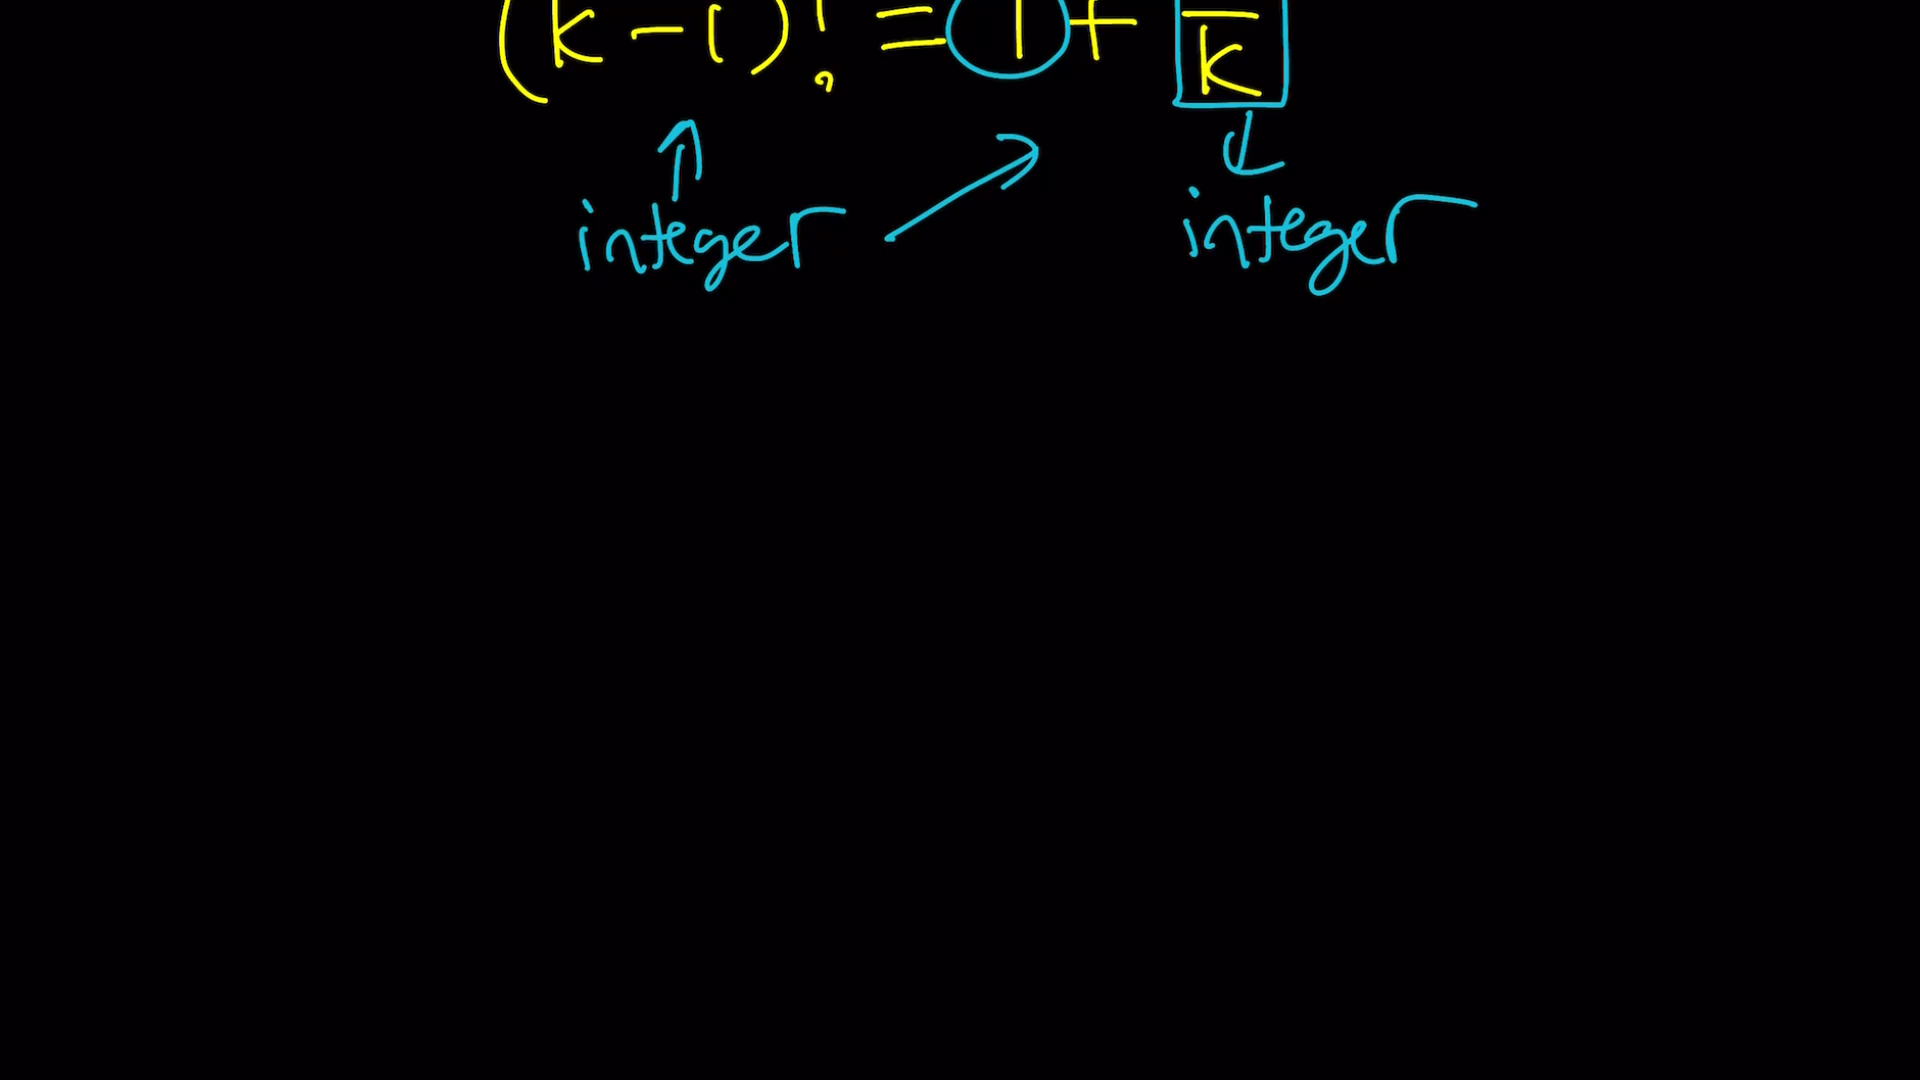 (k-1)! = 1 + —/k
integer integer